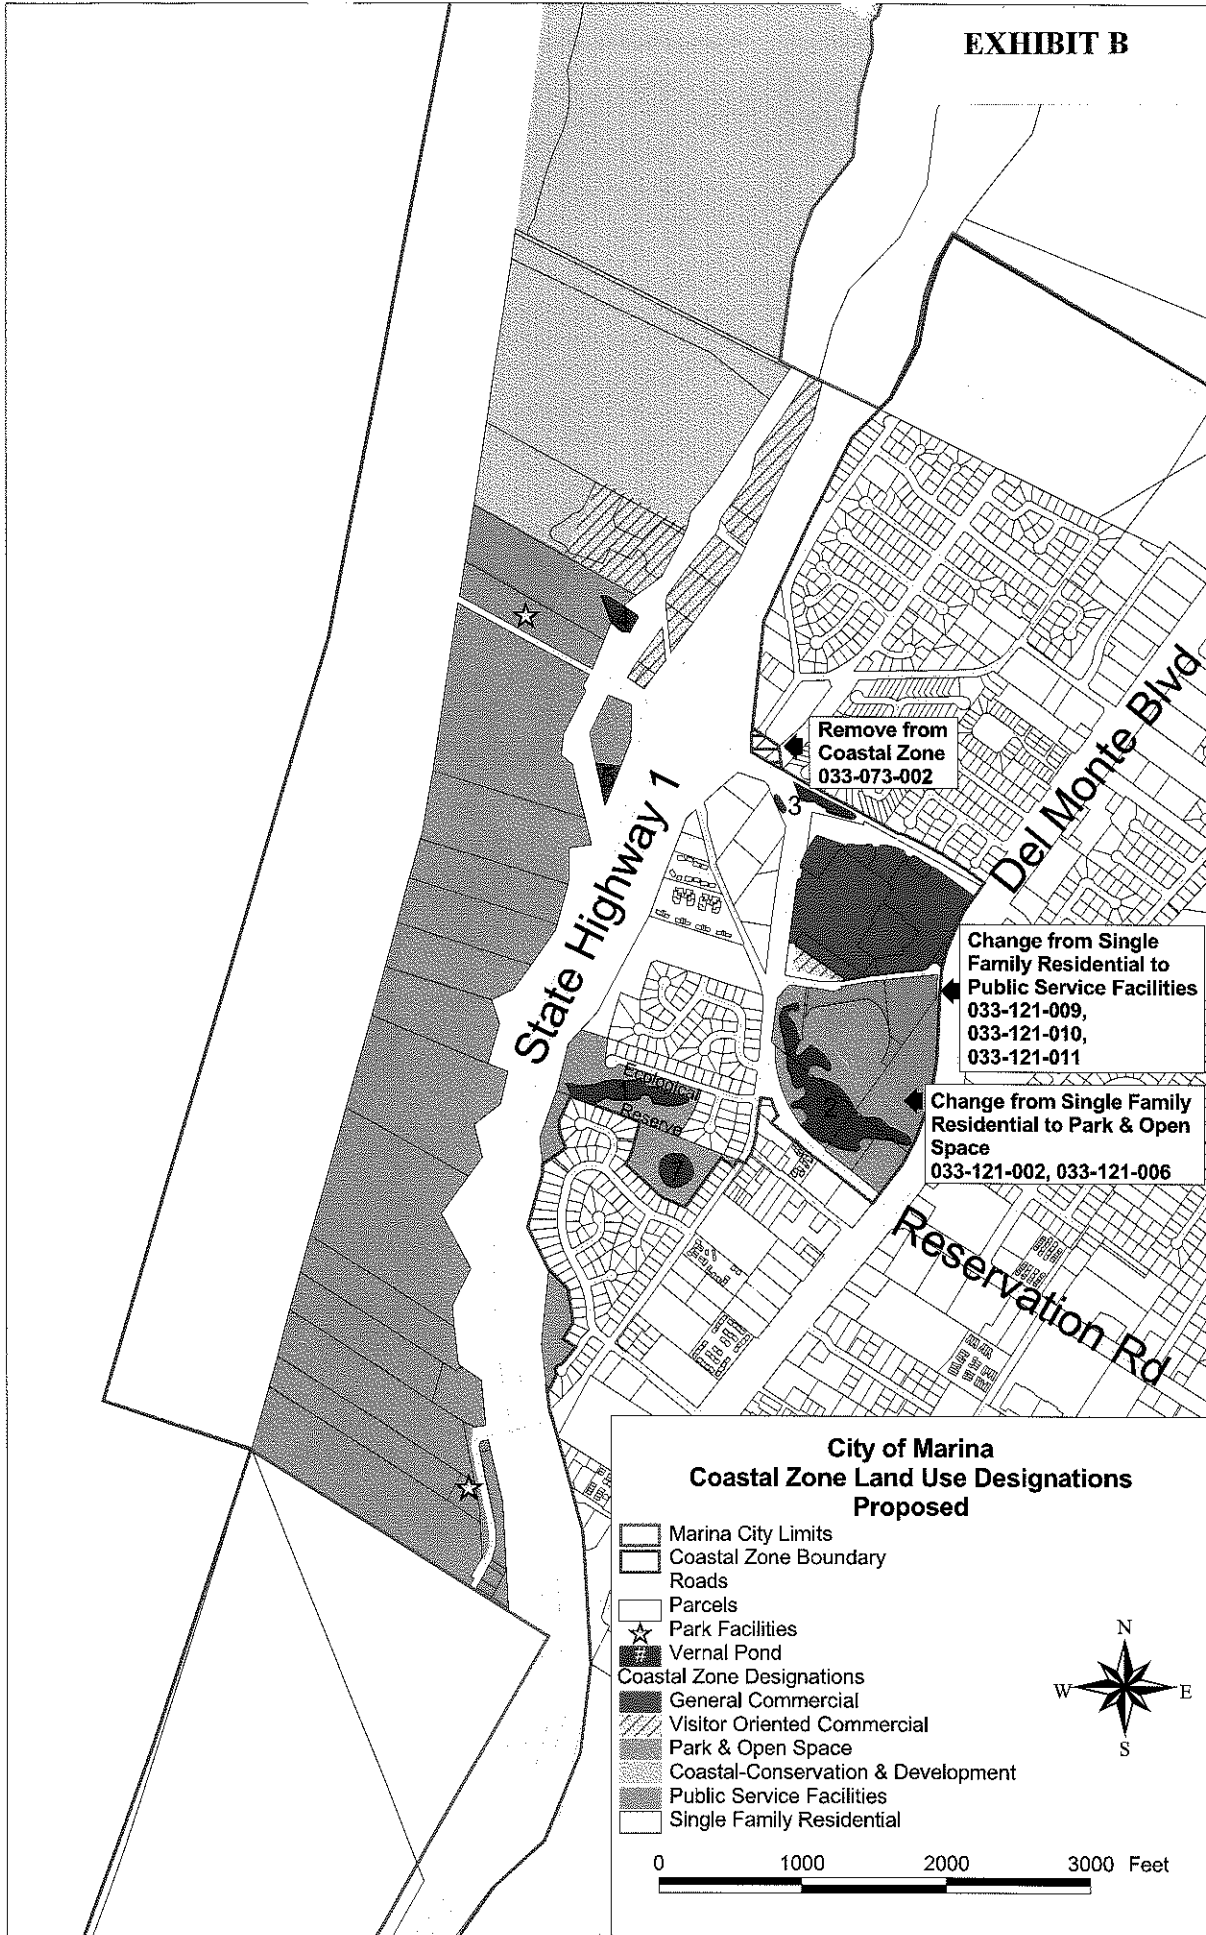 EXHIBIT B
Remove from
Coastal Zone
033-073-002
3
Del Monte Blvd
State Highway 1
Change from Single
Family Residential to
Public Service Facilities
033-121-009,
033-121-010,
033-121-011
Ecological
Reserve
2
Change from Single Family
Residential to Park & Open
Space
033-121-002, 033-121-006
7
Reservation Rd
City of Marina
Coastal Zone Land Use Designations
Proposed
Marina City Limits
Coastal Zone Boundary
Roads
Parcels
Park Facilities
# Vernal Pond
Coastal Zone Designations
General Commercial
Visitor Oriented Commercial
Park & Open Space
Coastal-Conservation & Development
Public Service Facilities
Single Family Residential
N
W E
S
0 1000 2000 3000 Feet